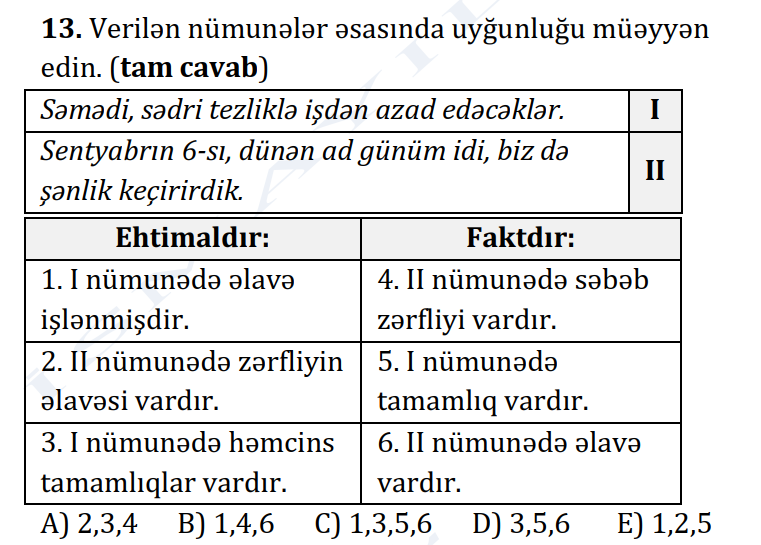 13. Verilən nümunələr əsasında uyğunluğu müəyyən
edin. (tam cavab)
Səmədi, sədri tezliklə işdən azad edəcəklər.
I
Sentyabrın 6-sı, dünən ad günüm idi, biz də
şənlik keçirirdik.
II
Ehtimaldır:
Faktdır:
1. I nümunədə əlavə
işlənmişdir.
4. II nümunədə səbəb
zərfliyi vardır.
2. II nümunədə zərfliyin
əlavəsi vardır.
5. I nümunədə
tamamlıq vardır.
3. I nümunədə həmcins
tamamlıqlar vardır.
6. II nümunədə əlavə
vardır.
A) 2,3,4 B) 1,4,6 C) 1,3,5,6 D) 3,5,6 E) 1,2,5